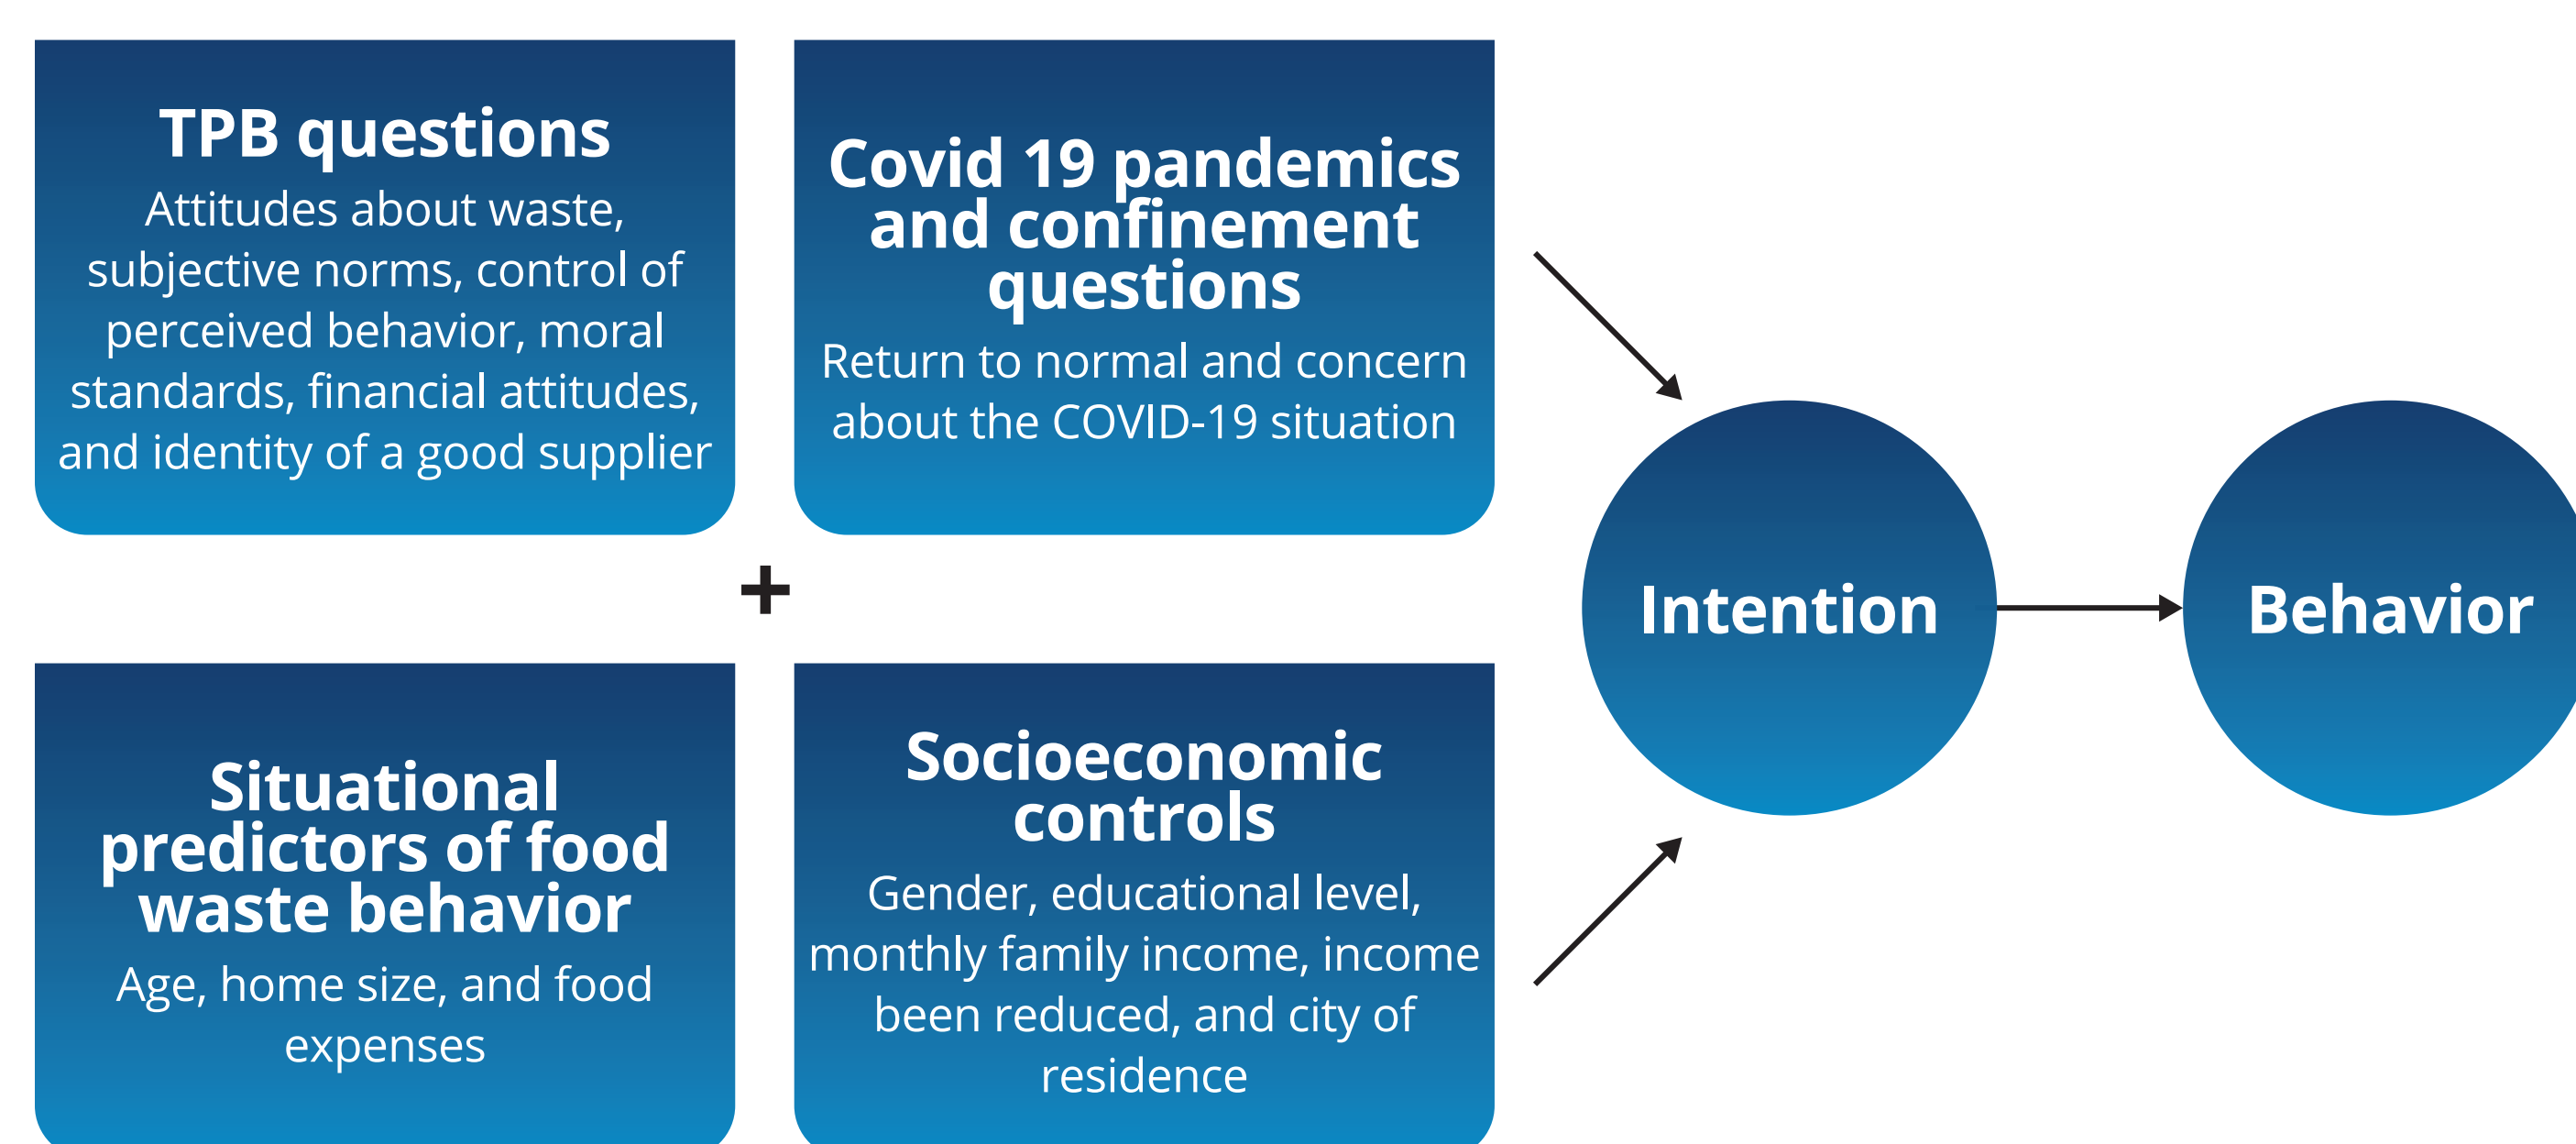 TPB questions
Attitudes about waste,
subjective norms, control of
perceived behavior, moral
standards, financial attitudes,
and identity of a good supplier
Covid 19 pandemics
and confinement
questions
Return to normal and concern
about the COVID-19 situation
+
Situational
predictors of food
waste behavior
Age, home size, and food
expenses
Socioeconomic
controls
Gender, educational level,
monthly family income, income
been reduced, and city of
residence
Intention
Behavior